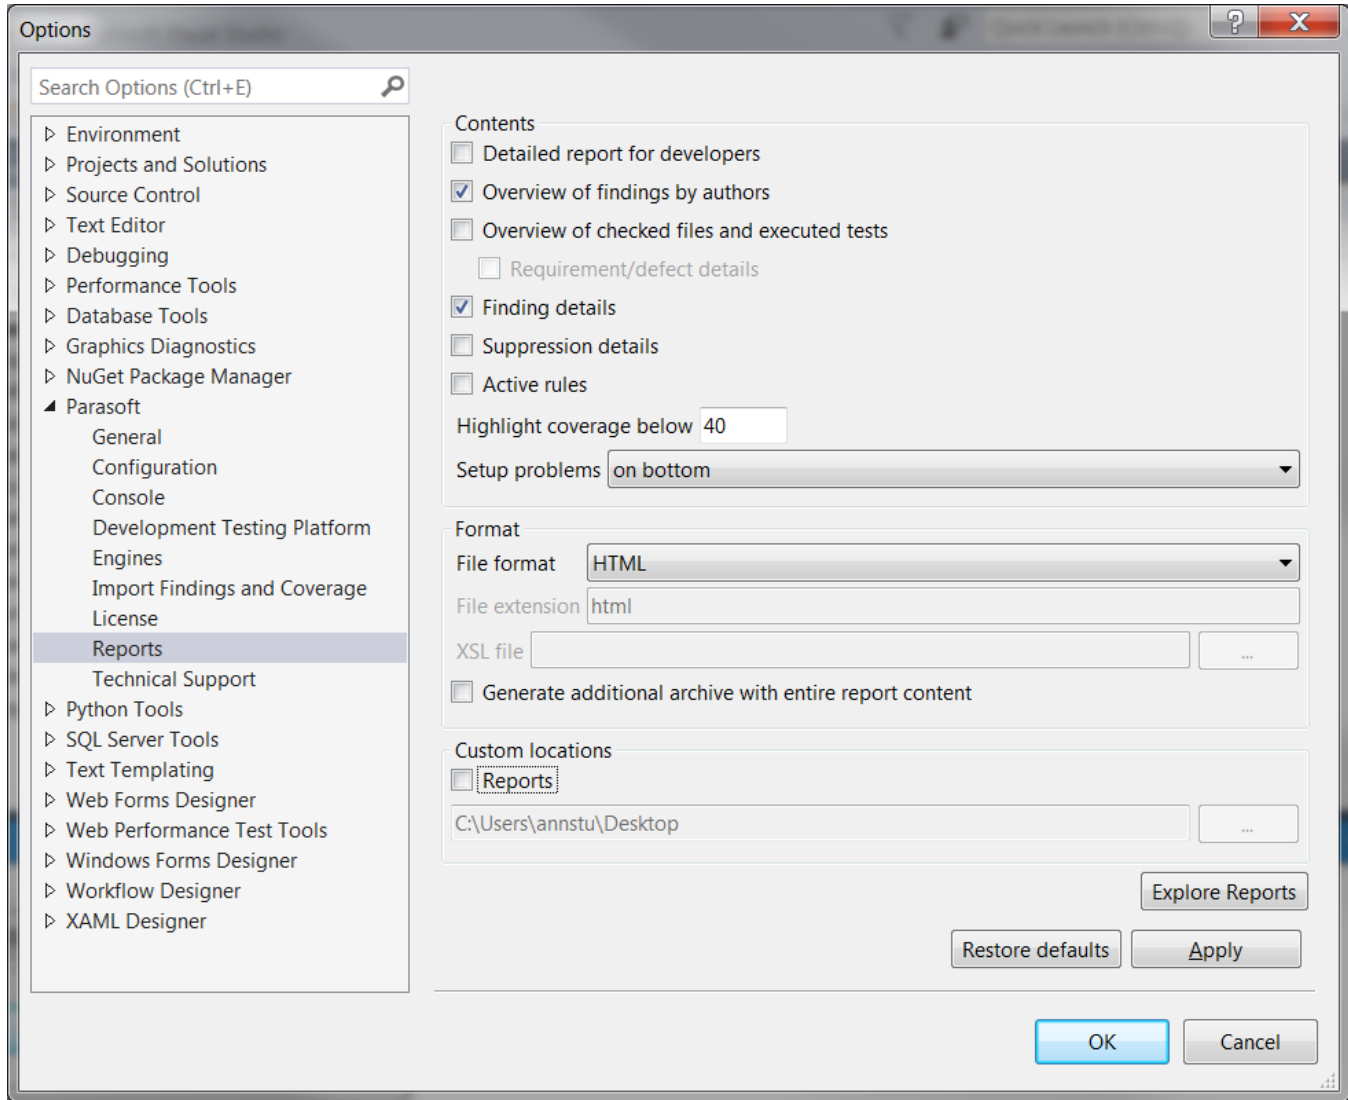 Options
Search Options (Ctrl+E)
Environment
Projects and Solutions
Source Control
Text Editor
Debugging
Performance Tools
Database Tools
Graphics Diagnostics
NuGet Package Manager
Parasoft
General
Configuration
Console
Development Testing Platform
Engines
Import Findings and Coverage
License
Reports
Technical Support
Python Tools
SQL Server Tools
Text Templating
Web Forms Designer
Web Performance Test Tools
Windows Forms Designer
Workflow Designer
XAML Designer
Contents
Detailed report for developers
Overview of findings by authors
Overview of checked files and executed tests
Requirement/defect details
Finding details
Suppression details
Active rules
Highlight coverage below 40
Setup problems on bottom
Format
File format HTML
File extension html
XSL file ...
Generate additional archive with entire report content
Custom locations
Reports
C:\Users\annstu\Desktop ...
Explore Reports
Restore defaults Apply
OK Cancel